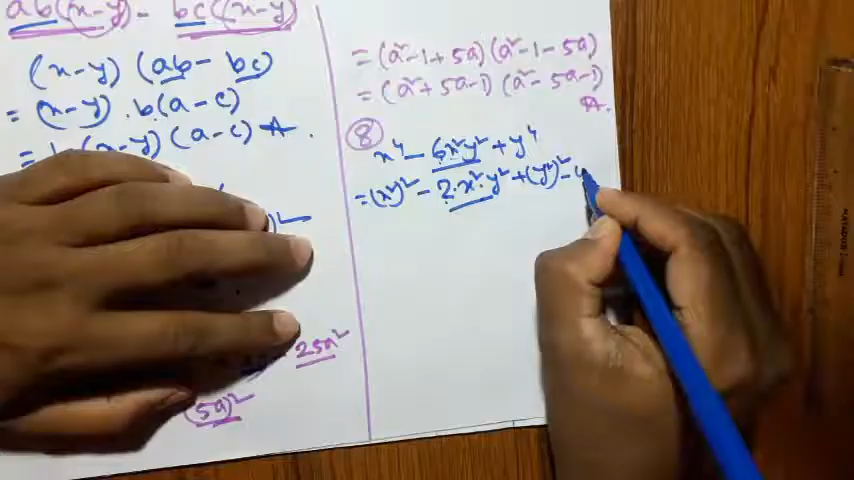 ab(x-y) - bc(x-y)
(x-y) (ab - bc)
= (x-y) . b(a-c)
(x-y) (a-c)
25a²
(5a)²
= (a²-1+5a) (a²-1-5a)
= (a²+5a-1) (a²-5a-1)
A.
⑧ x⁴ - 6x²y² + y⁴
= (x²)² - 2.x².y² + (y²)² - 4